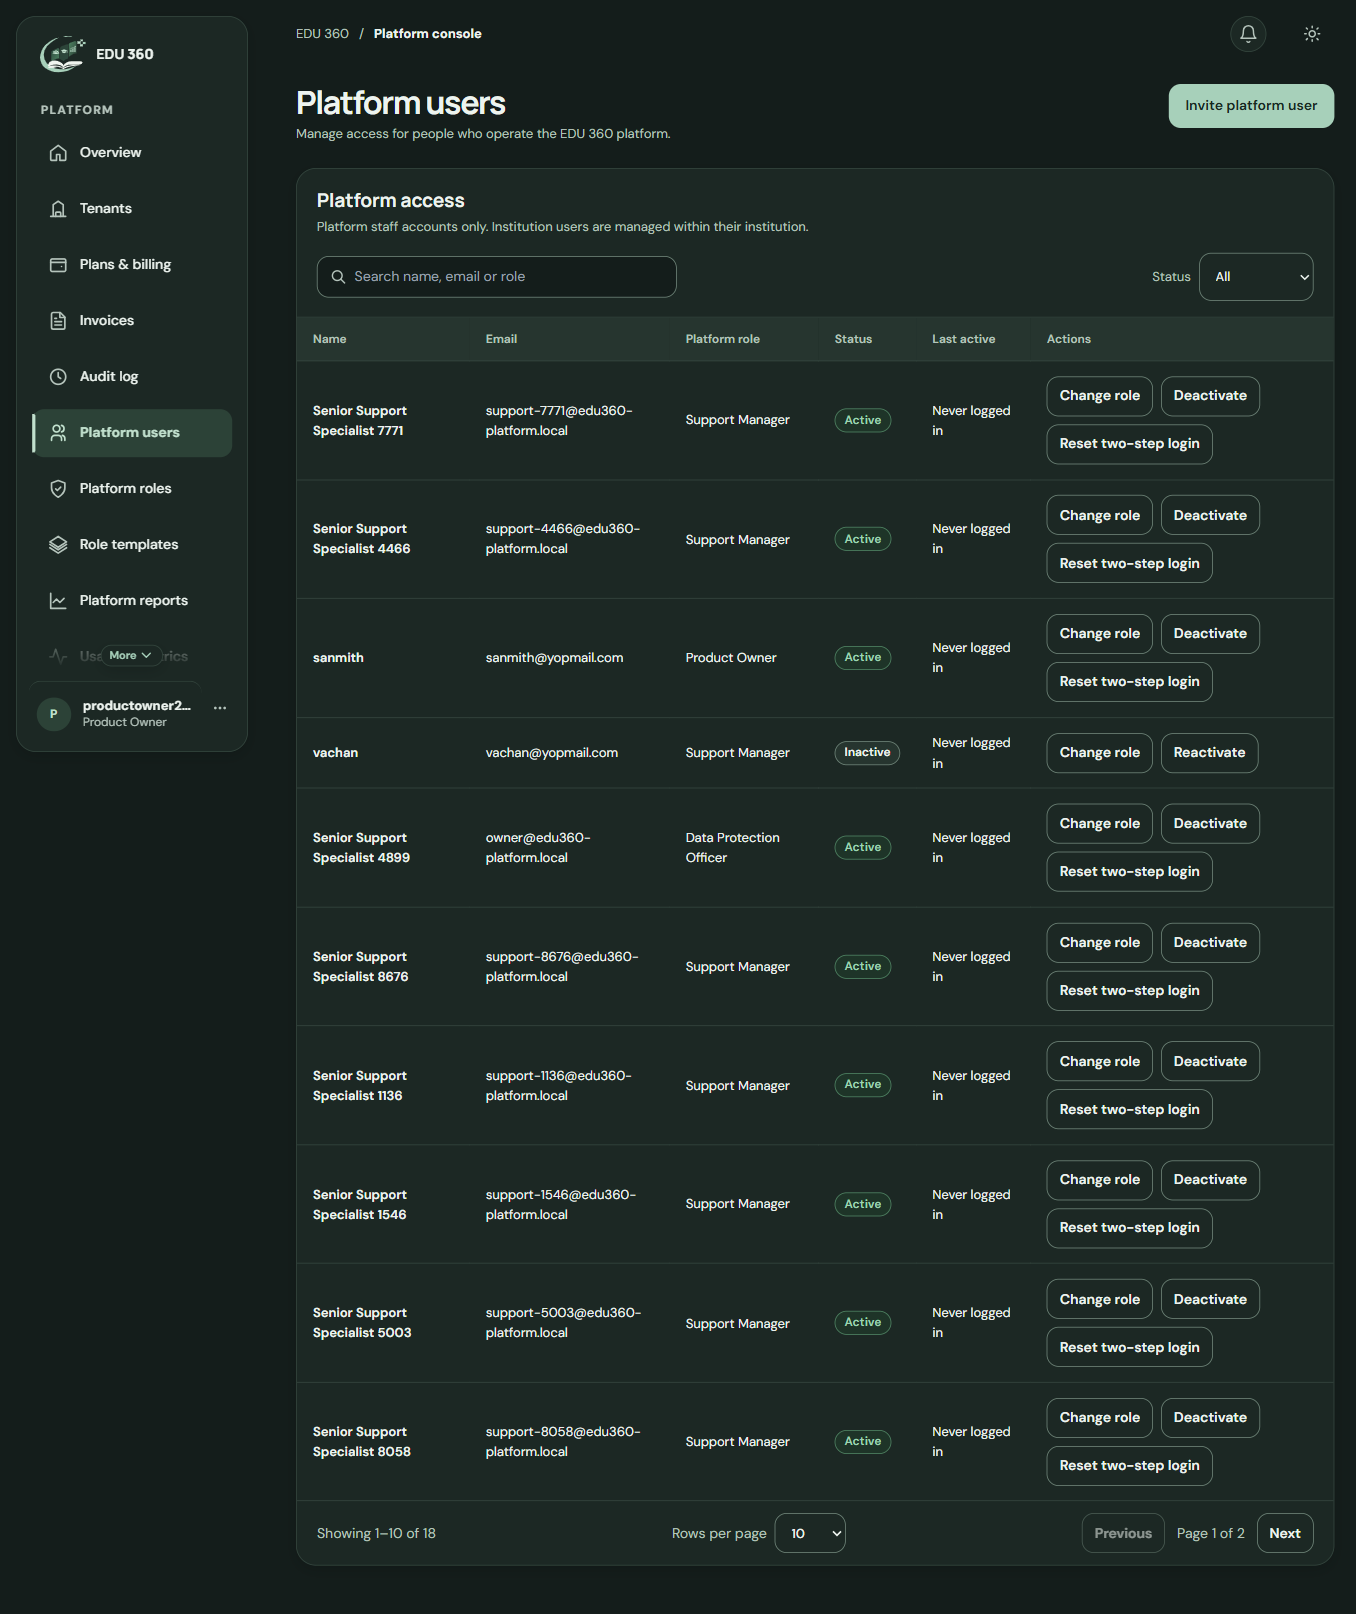 EDU 360
PLATFORM
Overview
Tenants
Plans & billing
Invoices
Audit log
Platform users
Platform roles
Role templates
Platform reports
More
P
productowner2...
Product Owner
EDU 360 / Platform console
Platform users
Manage access for people who operate the EDU 360 platform.
Invite platform user
Platform access
Platform staff accounts only. Institution users are managed within their institution.
Search name, email or role
Status All
Name Email Platform role Status Last active Actions
Senior Support
Specialist 7771
support-7771@edu360-
platform.local
Support Manager
Active
Never logged
in
Change role Deactivate
Reset two-step login
Senior Support
Specialist 4466
support-4466@edu360-
platform.local
Support Manager
Active
Never logged
in
Change role Deactivate
Reset two-step login
sanmith
sanmith@yopmail.com
Product Owner
Active
Never logged
in
Change role Deactivate
Reset two-step login
vachan
vachan@yopmail.com
Support Manager
Inactive
Never logged
in
Change role Reactivate
Senior Support
Specialist 4899
owner@edu360-
platform.local
Data Protection
Officer
Active
Never logged
in
Change role Deactivate
Reset two-step login
Senior Support
Specialist 8676
support-8676@edu360-
platform.local
Support Manager
Active
Never logged
in
Change role Deactivate
Reset two-step login
Senior Support
Specialist 1136
support-1136@edu360-
platform.local
Support Manager
Active
Never logged
in
Change role Deactivate
Reset two-step login
Senior Support
Specialist 1546
support-1546@edu360-
platform.local
Support Manager
Active
Never logged
in
Change role Deactivate
Reset two-step login
Senior Support
Specialist 5003
support-5003@edu360-
platform.local
Support Manager
Active
Never logged
in
Change role Deactivate
Reset two-step login
Senior Support
Specialist 8058
support-8058@edu360-
platform.local
Support Manager
Active
Never logged
in
Change role Deactivate
Reset two-step login
Showing 1–10 of 18
Rows per page 10
Previous Page 1 of 2 Next